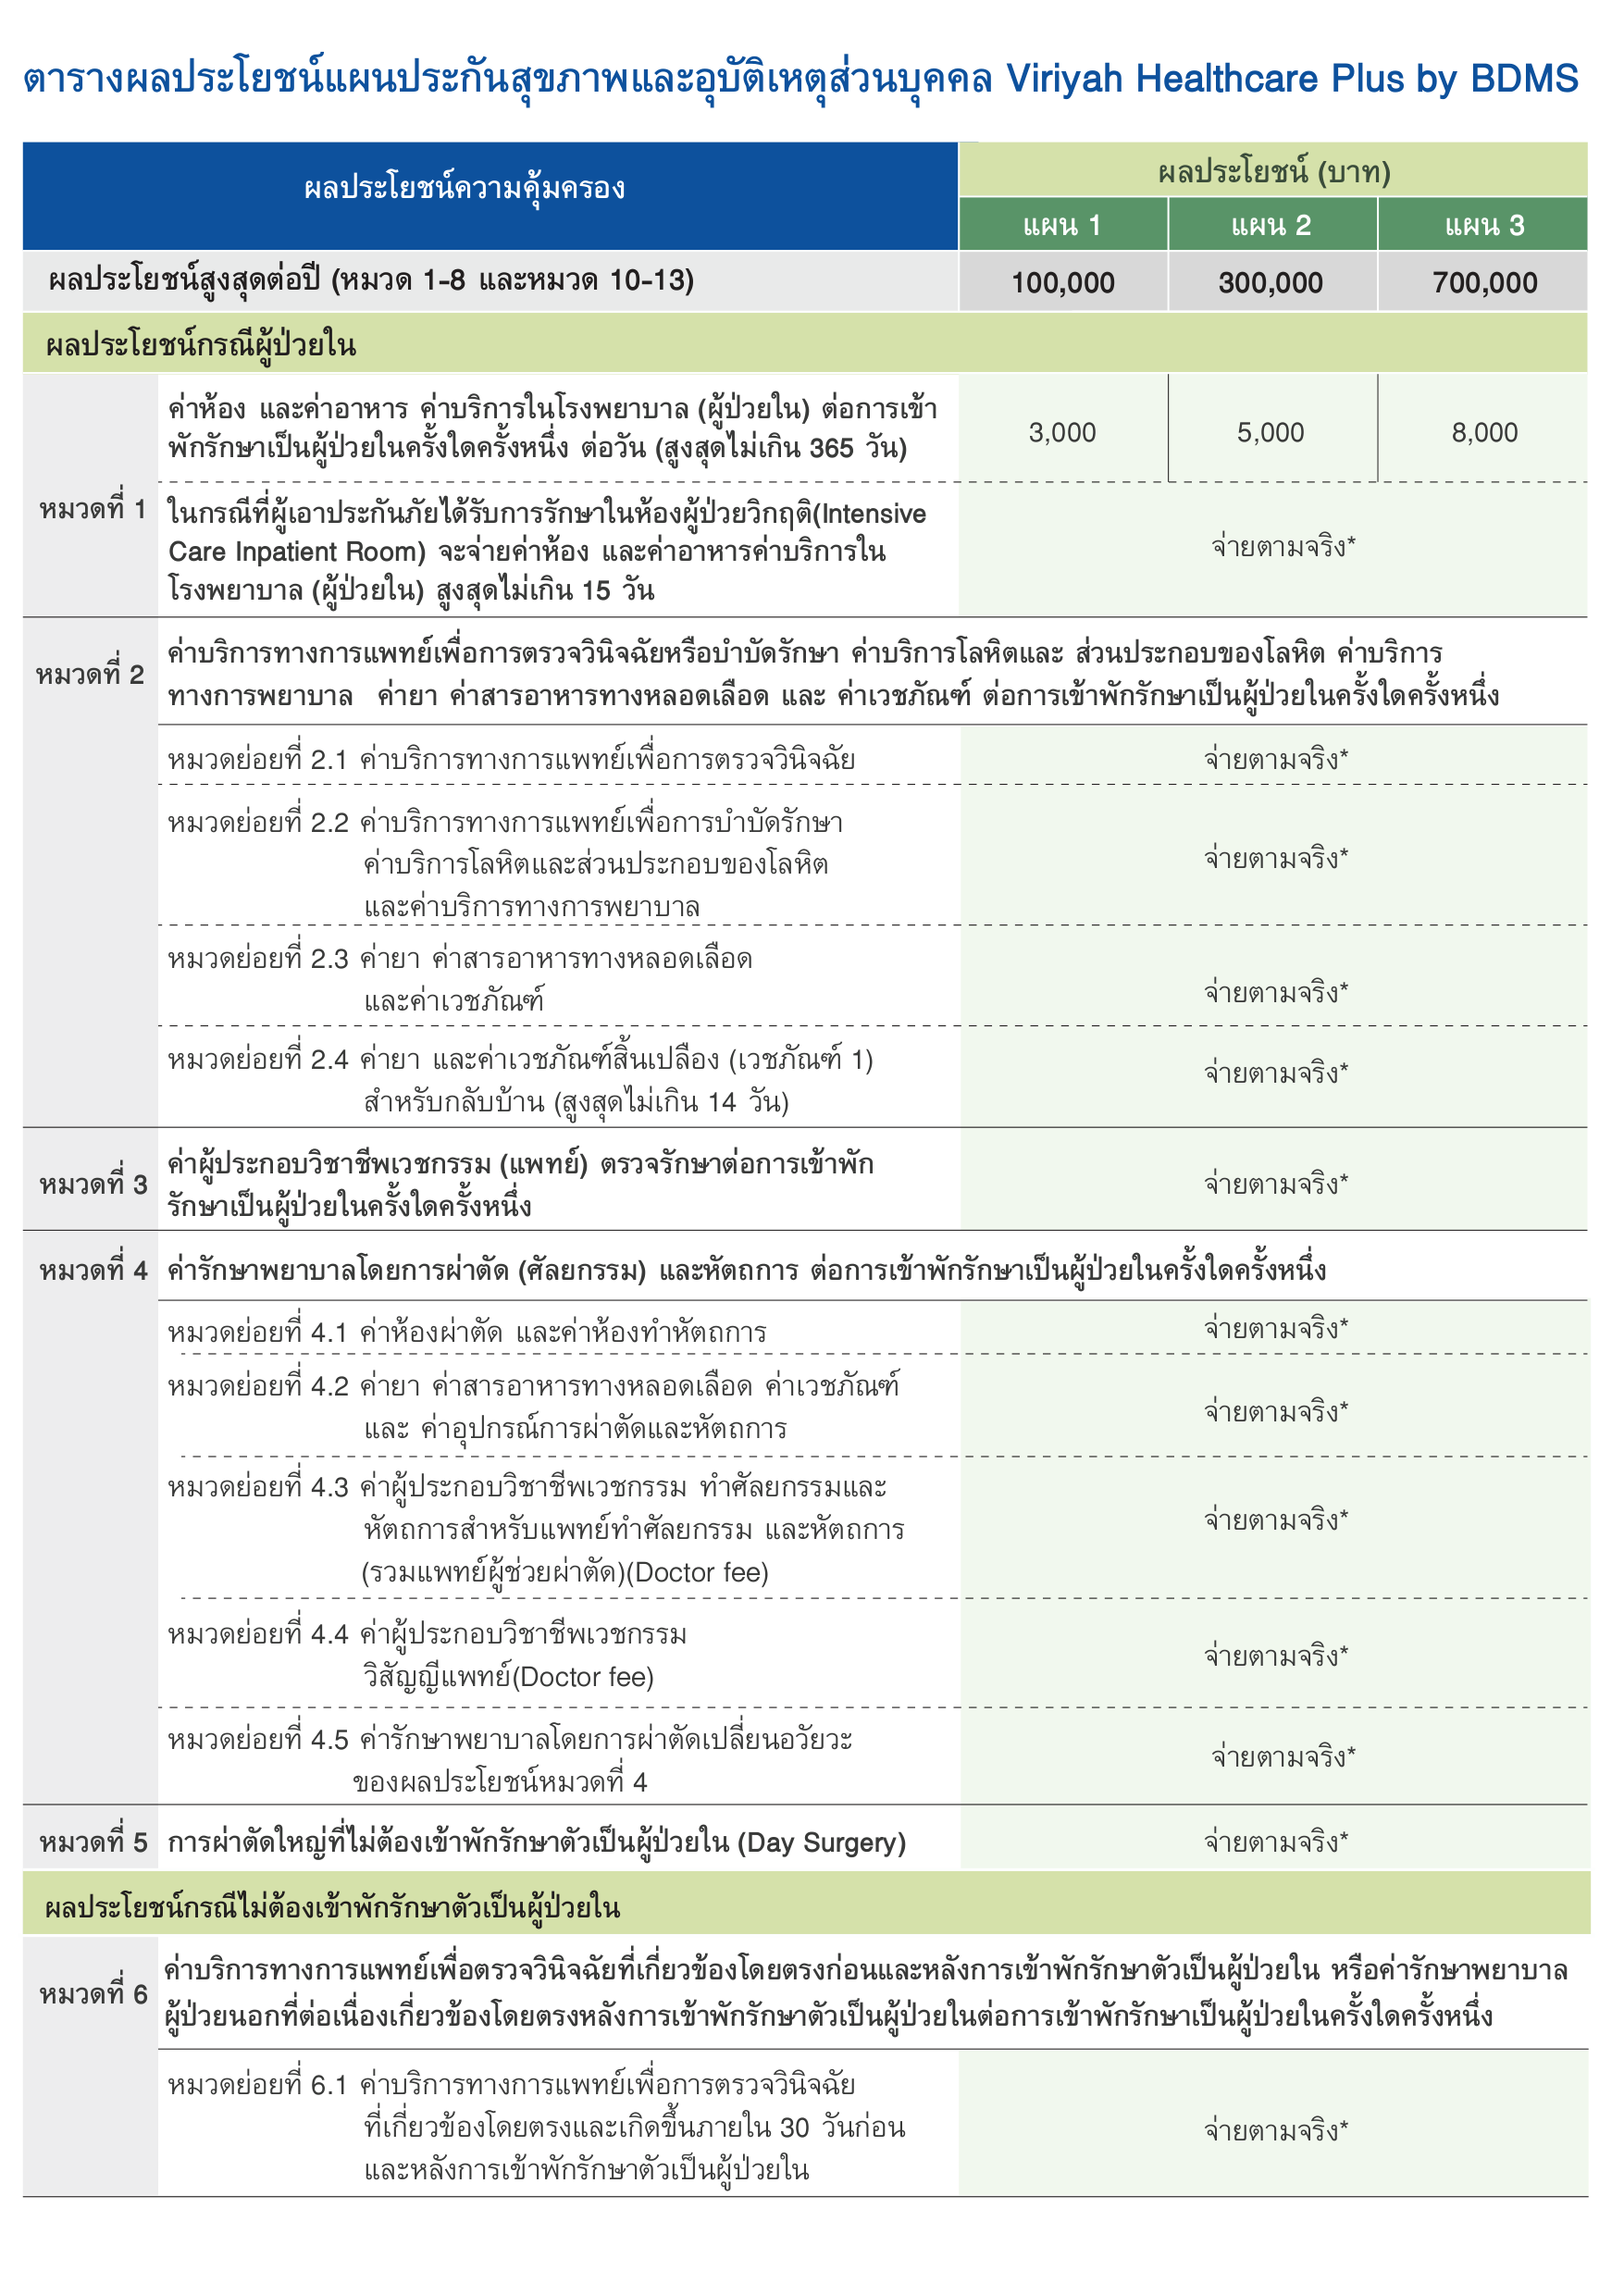 ตารางผลประโยชน์แผนประกันสุขภาพและอุบัติเหตุส่วนบุคคล Viriyah Healthcare Plus by BDMS
ผลประโยชน์ความคุ้มครอง
ผลประโยชน์ (บาท)
แผน 1 แผน 2 แผน 3
ผลประโยชน์สูงสุดต่อปี (หมวด 1-8 และหมวด 10-13) 100,000 300,000 700,000
ผลประโยชน์กรณีผู้ป่วยใน
หมวดที่ 1
ค่าห้อง และค่าอาหาร ค่าบริการในโรงพยาบาล (ผู้ป่วยใน) ต่อการเข้า
พักรักษาเป็นผู้ป่วยในครั้งใดครั้งหนึ่ง ต่อวัน (สูงสุดไม่เกิน 365 วัน)
3,000 5,000 8,000
ในกรณีที่ผู้เอาประกันภัยได้รับการรักษาในห้องผู้ป่วยวิกฤติ(Intensive
Care Inpatient Room) จะจ่ายค่าห้อง และค่าอาหารค่าบริการใน
โรงพยาบาล (ผู้ป่วยใน) สูงสุดไม่เกิน 15 วัน
จ่ายตามจริง*
หมวดที่ 2
ค่าบริการทางการแพทย์เพื่อการตรวจวินิจฉัยหรือบำบัดรักษา ค่าบริการโลหิตและ ส่วนประกอบของโลหิต ค่าบริการ
ทางการพยาบาล ค่ายา ค่าสารอาหารทางหลอดเลือด และ ค่าเวชภัณฑ์ ต่อการเข้าพักรักษาเป็นผู้ป่วยในครั้งใดครั้งหนึ่ง
หมวดย่อยที่ 2.1 ค่าบริการทางการแพทย์เพื่อการตรวจวินิจฉัย จ่ายตามจริง*
หมวดย่อยที่ 2.2 ค่าบริการทางการแพทย์เพื่อการบำบัดรักษา
ค่าบริการโลหิตและส่วนประกอบของโลหิต
และค่าบริการทางการพยาบาล
จ่ายตามจริง*
หมวดย่อยที่ 2.3 ค่ายา ค่าสารอาหารทางหลอดเลือด
และค่าเวชภัณฑ์
จ่ายตามจริง*
หมวดย่อยที่ 2.4 ค่ายา และค่าเวชภัณฑ์สิ้นเปลือง (เวชภัณฑ์ 1)
สำหรับกลับบ้าน (สูงสุดไม่เกิน 14 วัน)
จ่ายตามจริง*
หมวดที่ 3
ค่าผู้ประกอบวิชาชีพเวชกรรม (แพทย์) ตรวจรักษาต่อการเข้าพัก
รักษาเป็นผู้ป่วยในครั้งใดครั้งหนึ่ง
จ่ายตามจริง*
หมวดที่ 4 ค่ารักษาพยาบาลโดยการผ่าตัด (ศัลยกรรม) และหัตถการ ต่อการเข้าพักรักษาเป็นผู้ป่วยในครั้งใดครั้งหนึ่ง
หมวดย่อยที่ 4.1 ค่าห้องผ่าตัด และค่าห้องทำหัตถการ จ่ายตามจริง*
หมวดย่อยที่ 4.2 ค่ายา ค่าสารอาหารทางหลอดเลือด ค่าเวชภัณฑ์
และ ค่าอุปกรณ์การผ่าตัดและหัตถการ
จ่ายตามจริง*
หมวดย่อยที่ 4.3 ค่าผู้ประกอบวิชาชีพเวชกรรม ทำศัลยกรรมและ
หัตถการสำหรับแพทย์ทำศัลยกรรม และหัตถการ
(รวมแพทย์ผู้ช่วยผ่าตัด)(Doctor fee)
จ่ายตามจริง*
หมวดย่อยที่ 4.4 ค่าผู้ประกอบวิชาชีพเวชกรรม
วิสัญญีแพทย์(Doctor fee)
จ่ายตามจริง*
หมวดย่อยที่ 4.5 ค่ารักษาพยาบาลโดยการผ่าตัดเปลี่ยนอวัยวะ
ของผลประโยชน์หมวดที่ 4
จ่ายตามจริง*
หมวดที่ 5 การผ่าตัดใหญ่ที่ไม่ต้องเข้าพักรักษาตัวเป็นผู้ป่วยใน (Day Surgery) จ่ายตามจริง*
ผลประโยชน์กรณีไม่ต้องเข้าพักรักษาตัวเป็นผู้ป่วยใน
หมวดที่ 6
ค่าบริการทางการแพทย์เพื่อตรวจวินิจฉัยที่เกี่ยวข้องโดยตรงก่อนและหลังการเข้าพักรักษาตัวเป็นผู้ป่วยใน หรือค่ารักษาพยาบาล
ผู้ป่วยนอกที่ต่อเนื่องเกี่ยวข้องโดยตรงหลังการเข้าพักรักษาตัวเป็นผู้ป่วยในต่อการเข้าพักรักษาเป็นผู้ป่วยในครั้งใดครั้งหนึ่ง
หมวดย่อยที่ 6.1 ค่าบริการทางการแพทย์เพื่อการตรวจวินิจฉัย
ที่เกี่ยวข้องโดยตรงและเกิดขึ้นภายใน 30 วันก่อน
และหลังการเข้าพักรักษาตัวเป็นผู้ป่วยใน
จ่ายตามจริง*